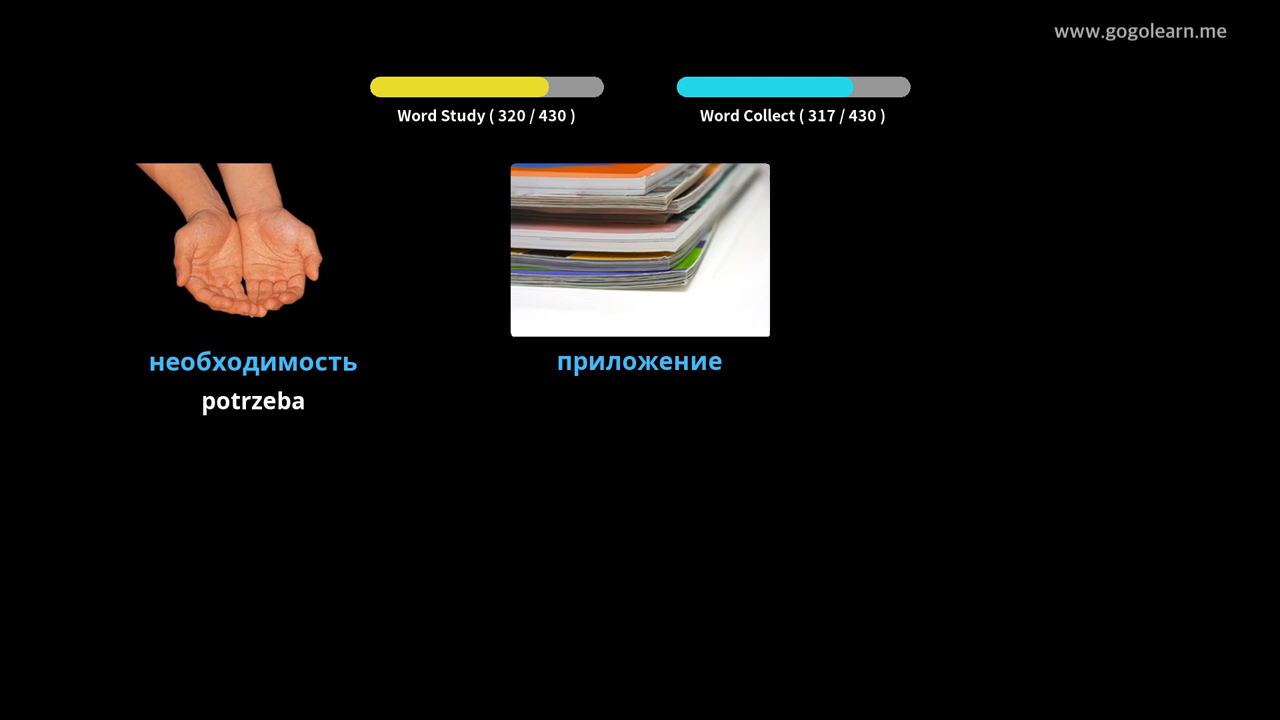 www.gogolearn.me
Word Study ( 320 / 430 )
Word Collect ( 317 / 430 )
необходимость
potrzeba
приложение